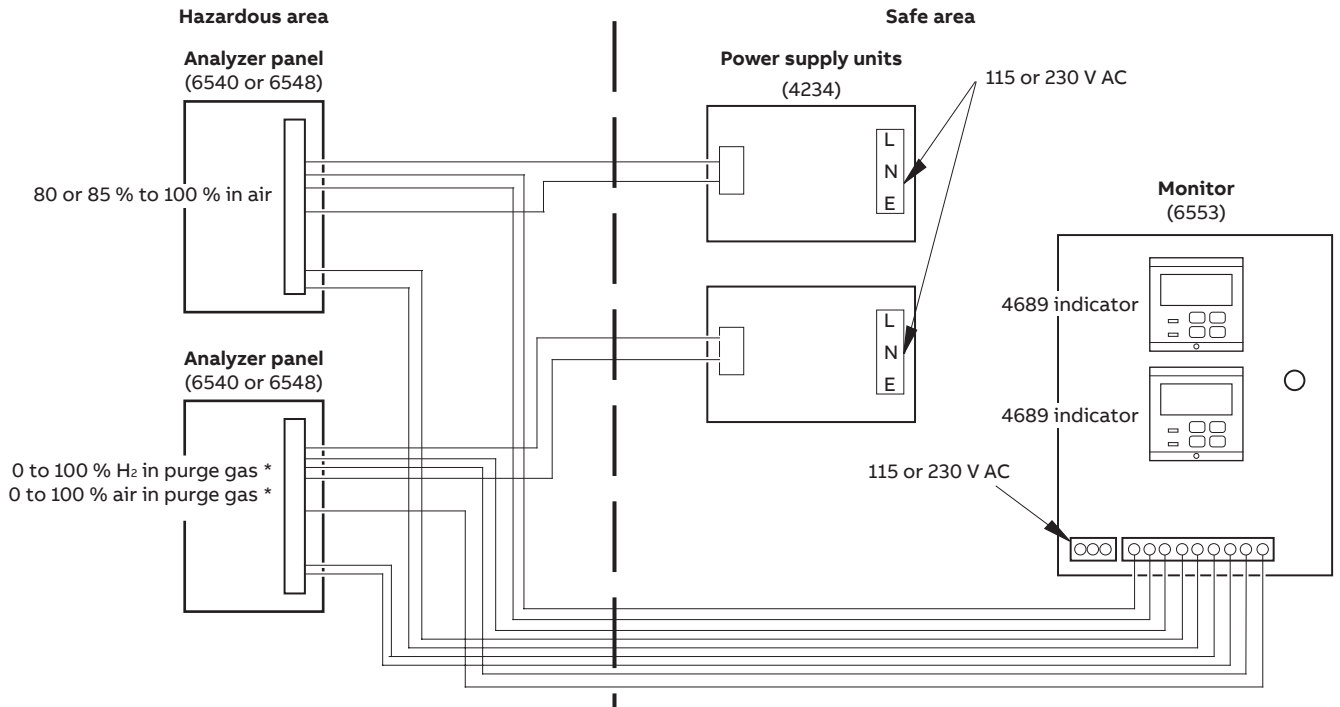 Hazardous area
Safe area
Analyzer panel
(6540 or 6548)
Power supply units
(4234)
115 or 230 V AC
80 or 85 % to 100 % in air
L
N
E
Monitor
(6553)
4689 indicator
L
N
E
Analyzer panel
(6540 or 6548)
4689 indicator
0 to 100 % H₂ in purge gas *
0 to 100 % air in purge gas *
115 or 230 V AC